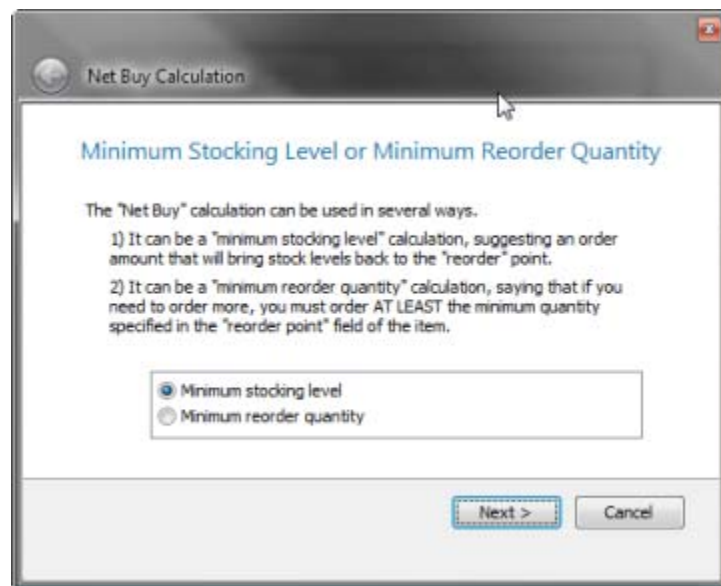 Net Buy Calculation
Minimum Stocking Level or Minimum Reorder Quantity
The "Net Buy" calculation can be used in several ways.
1) It can be a "minimum stocking level" calculation, suggesting an order
amount that will bring stock levels back to the "reorder" point.
2) It can be a "minimum reorder quantity" calculation, saying that if you
need to order more, you must order AT LEAST the minimum quantity
specified in the "reorder point" field of the item.
Minimum stocking level
Minimum reorder quantity
Next >
Cancel